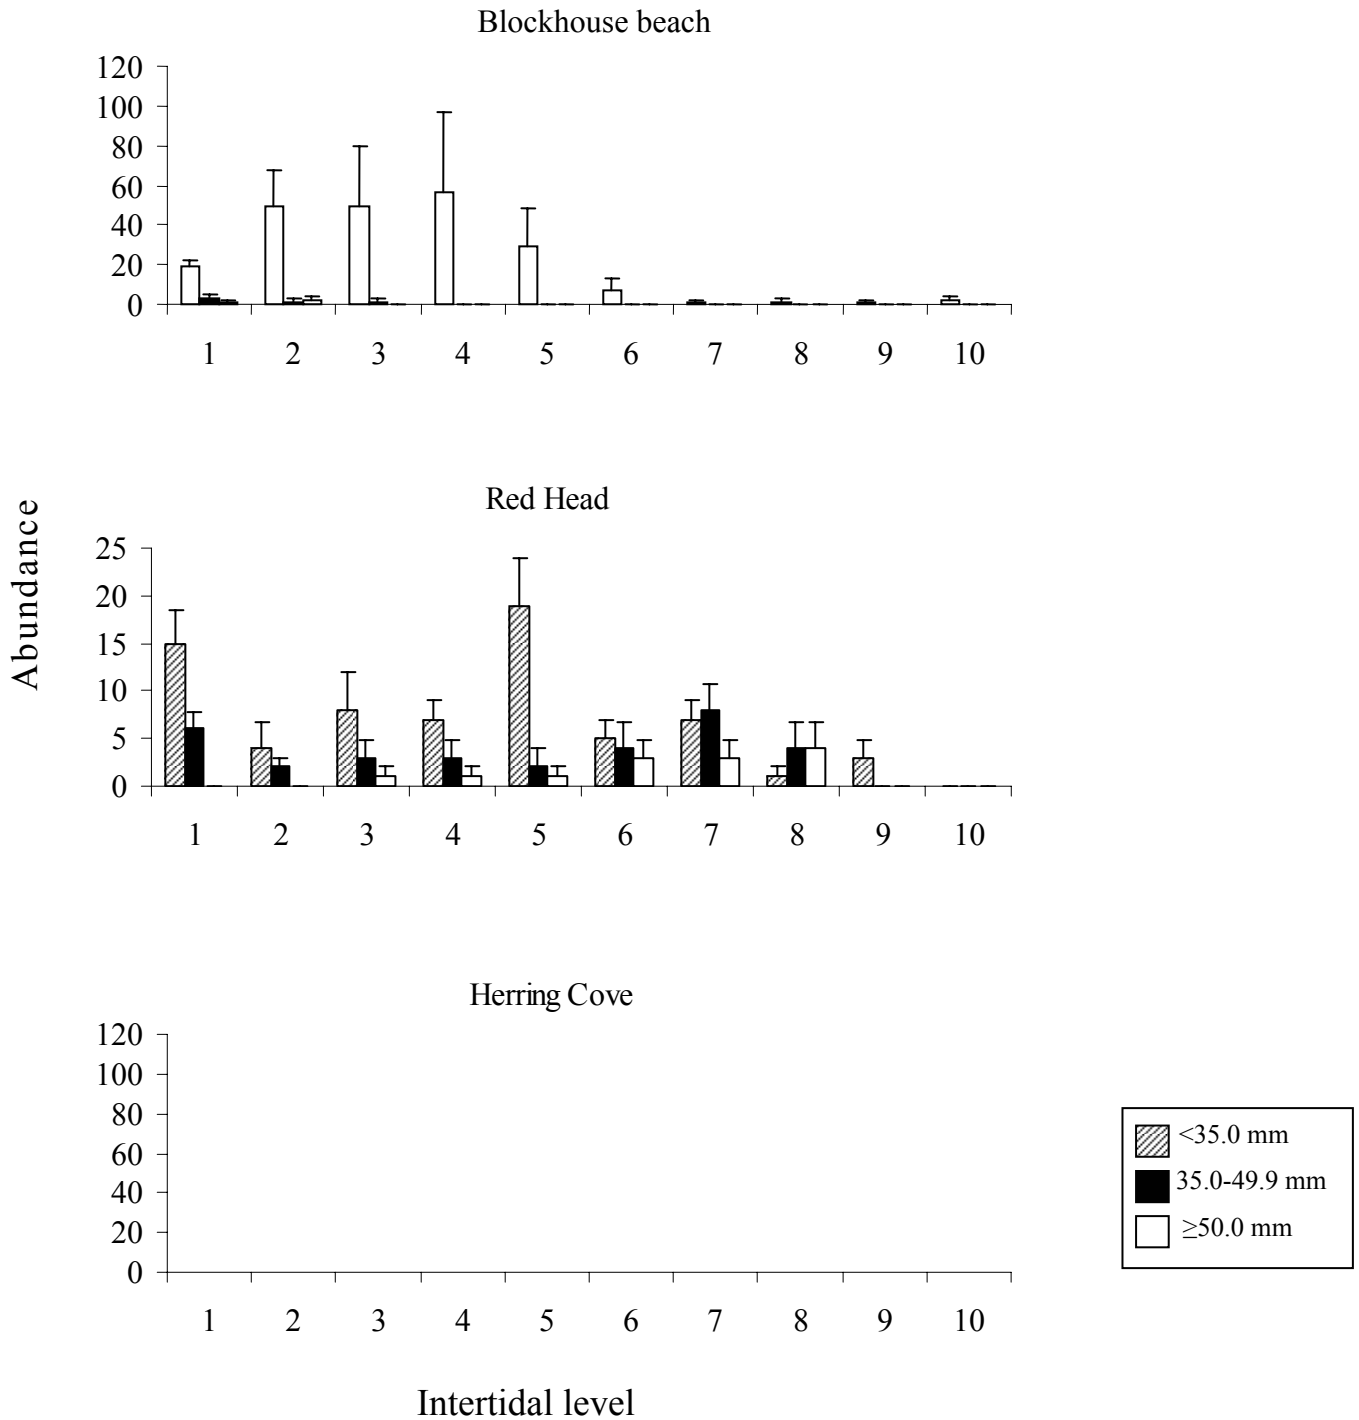 Blockhouse beach
120
100
80
60
40
20
0
1 2 3 4 5 6 7 8 9 10
Abundance
Red Head
25
20
15
10
5
0
1 2 3 4 5 6 7 8 9 10
Herring Cove
120
100
80
60
40
20
0
1 2 3 4 5 6 7 8 9 10
Intertidal level
<35.0 mm
35.0-49.9 mm
≥50.0 mm